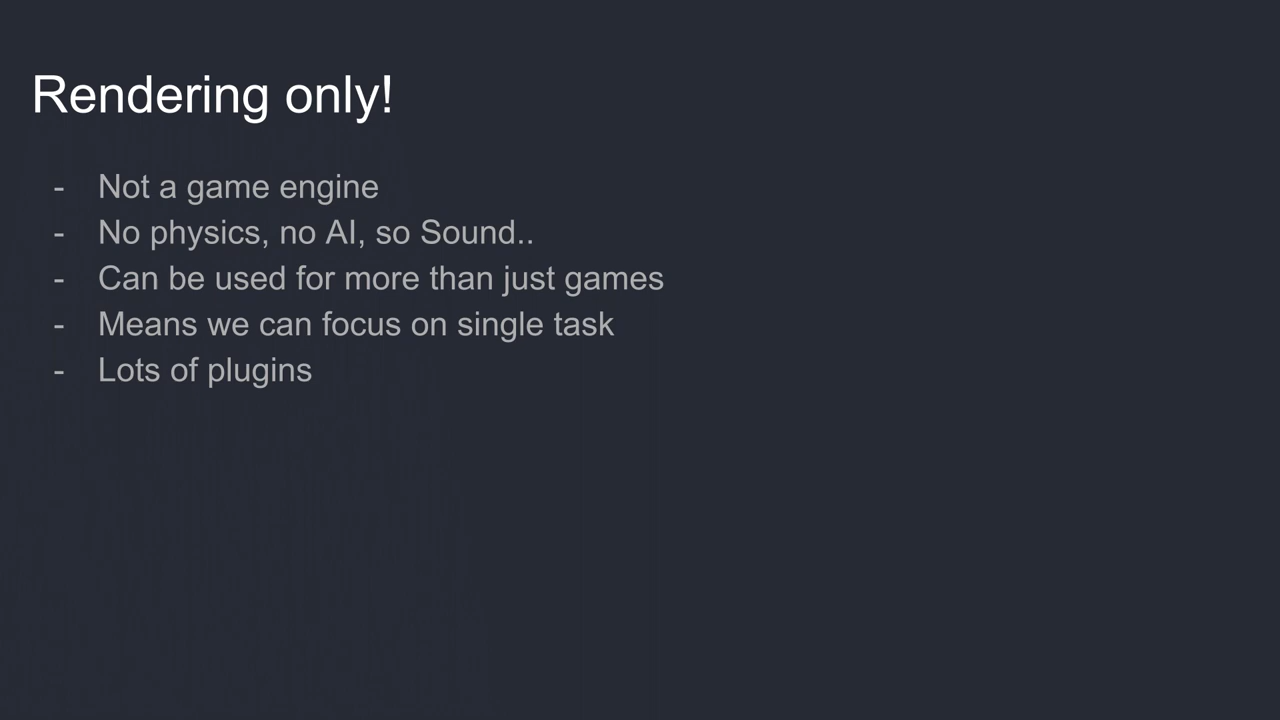 Rendering only!
- Not a game engine
- No physics, no AI, so Sound..
- Can be used for more than just games
- Means we can focus on single task
- Lots of plugins